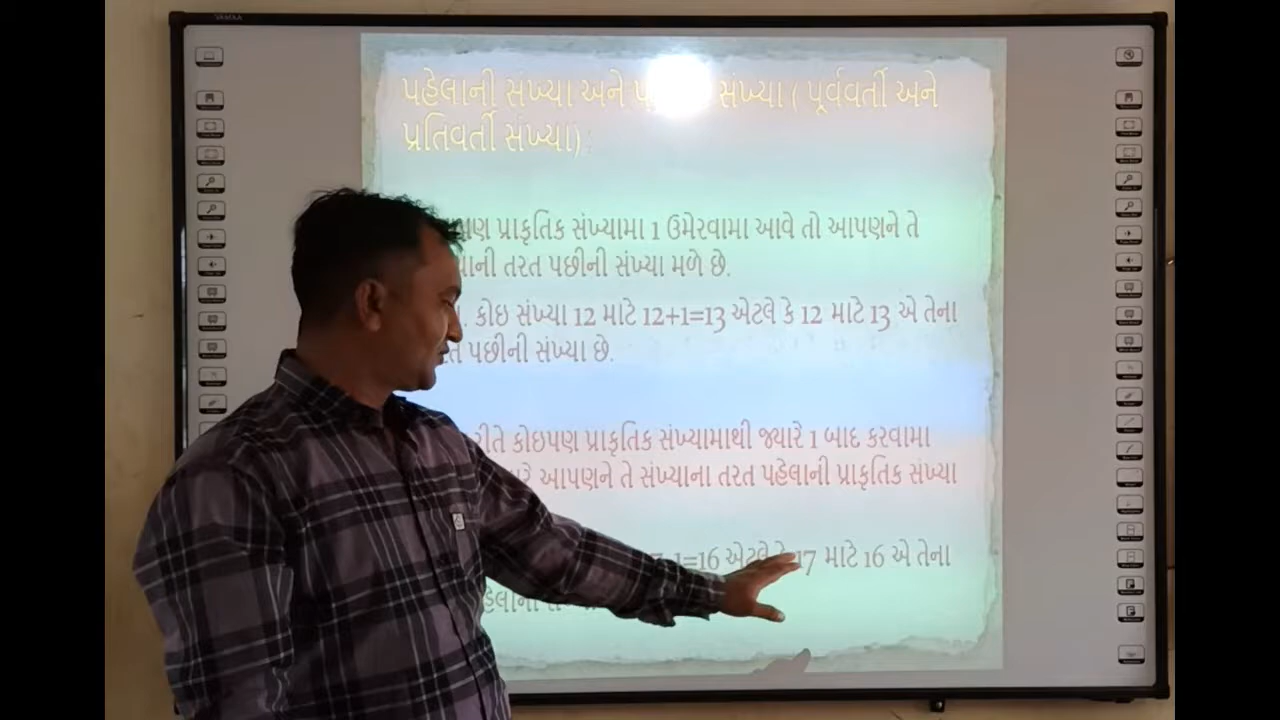 પહેલાની સંખ્યા અને સંખ્યા ( પૂર્વવર્તી અને
પ્રતિવર્તી સંખ્યા) :
પ્રાકૃતિક સંખ્યામા 1 ઉમેરવામા આવે તો આપણને તે
તરત પછીની સંખ્યા મળે છે.
કોઇ સંખ્યા 12 માટે 12+1=13 એટલે કે 12 માટે 13 એ તેના
પછીની સંખ્યા છે.
કોઇપણ પ્રાકૃતિક સંખ્યામાથી જ્યારે 1 બાદ કરવામા
આપણને તે સંખ્યાના તરત પહેલાની પ્રાકૃતિક સંખ્યા
1=16 એટલે કે 17 માટે 16 એ તેના